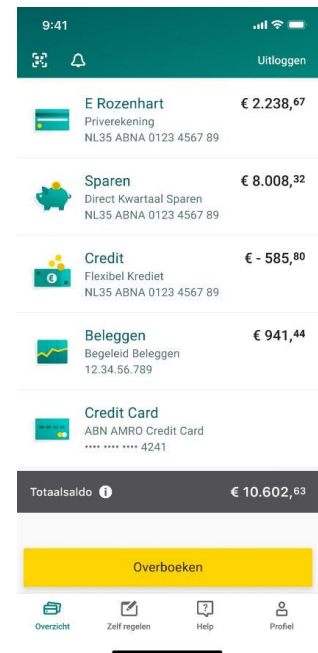 9:41
Uitloggen
E Rozenhart € 2.238,67
Priverekening
NL35 ABNA 0123 4567 89
Sparen € 8.008,32
Direct Kwartaal Sparen
NL35 ABNA 0123 4567 89
Credit € - 585,80
Flexibel Krediet
NL35 ABNA 0123 4567 89
Beleggen € 941,44
Begeleid Beleggen
12.34.56.789
Credit Card
ABN AMRO Credit Card
•••• •••• •••• 4241
Totaalsaldo € 10.602,63
Overboeken
Overzicht Zelf regelen Help Profiel